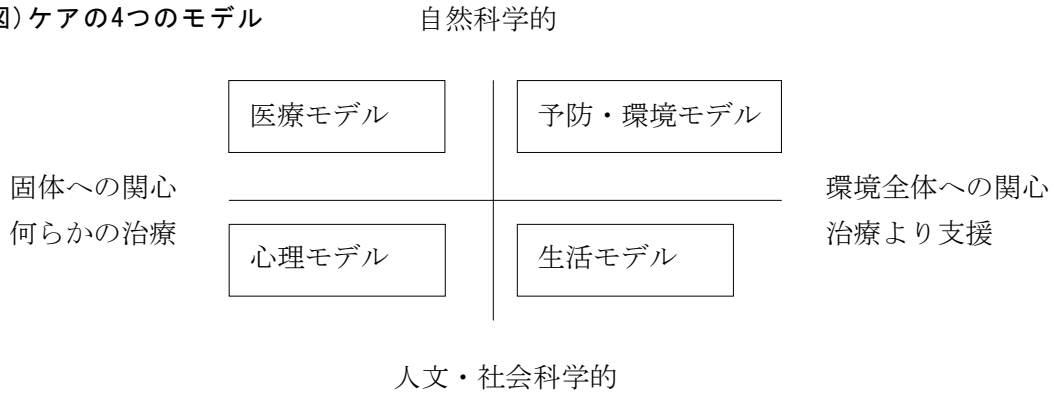 図)ケアの4つのモデル
自然科学的
医療モデル
予防・環境モデル
固体への関心
何らかの治療
環境全体への関心
治療より支援
心理モデル
生活モデル
人文・社会科学的